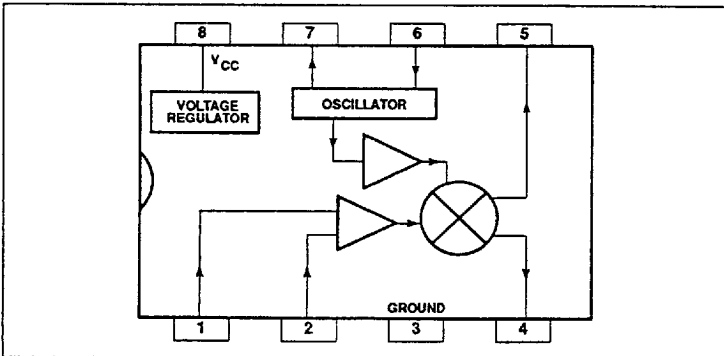 8 7 6 5
VCC
VOLTAGE
REGULATOR
OSCILLATOR
GROUND
1 2 3 4